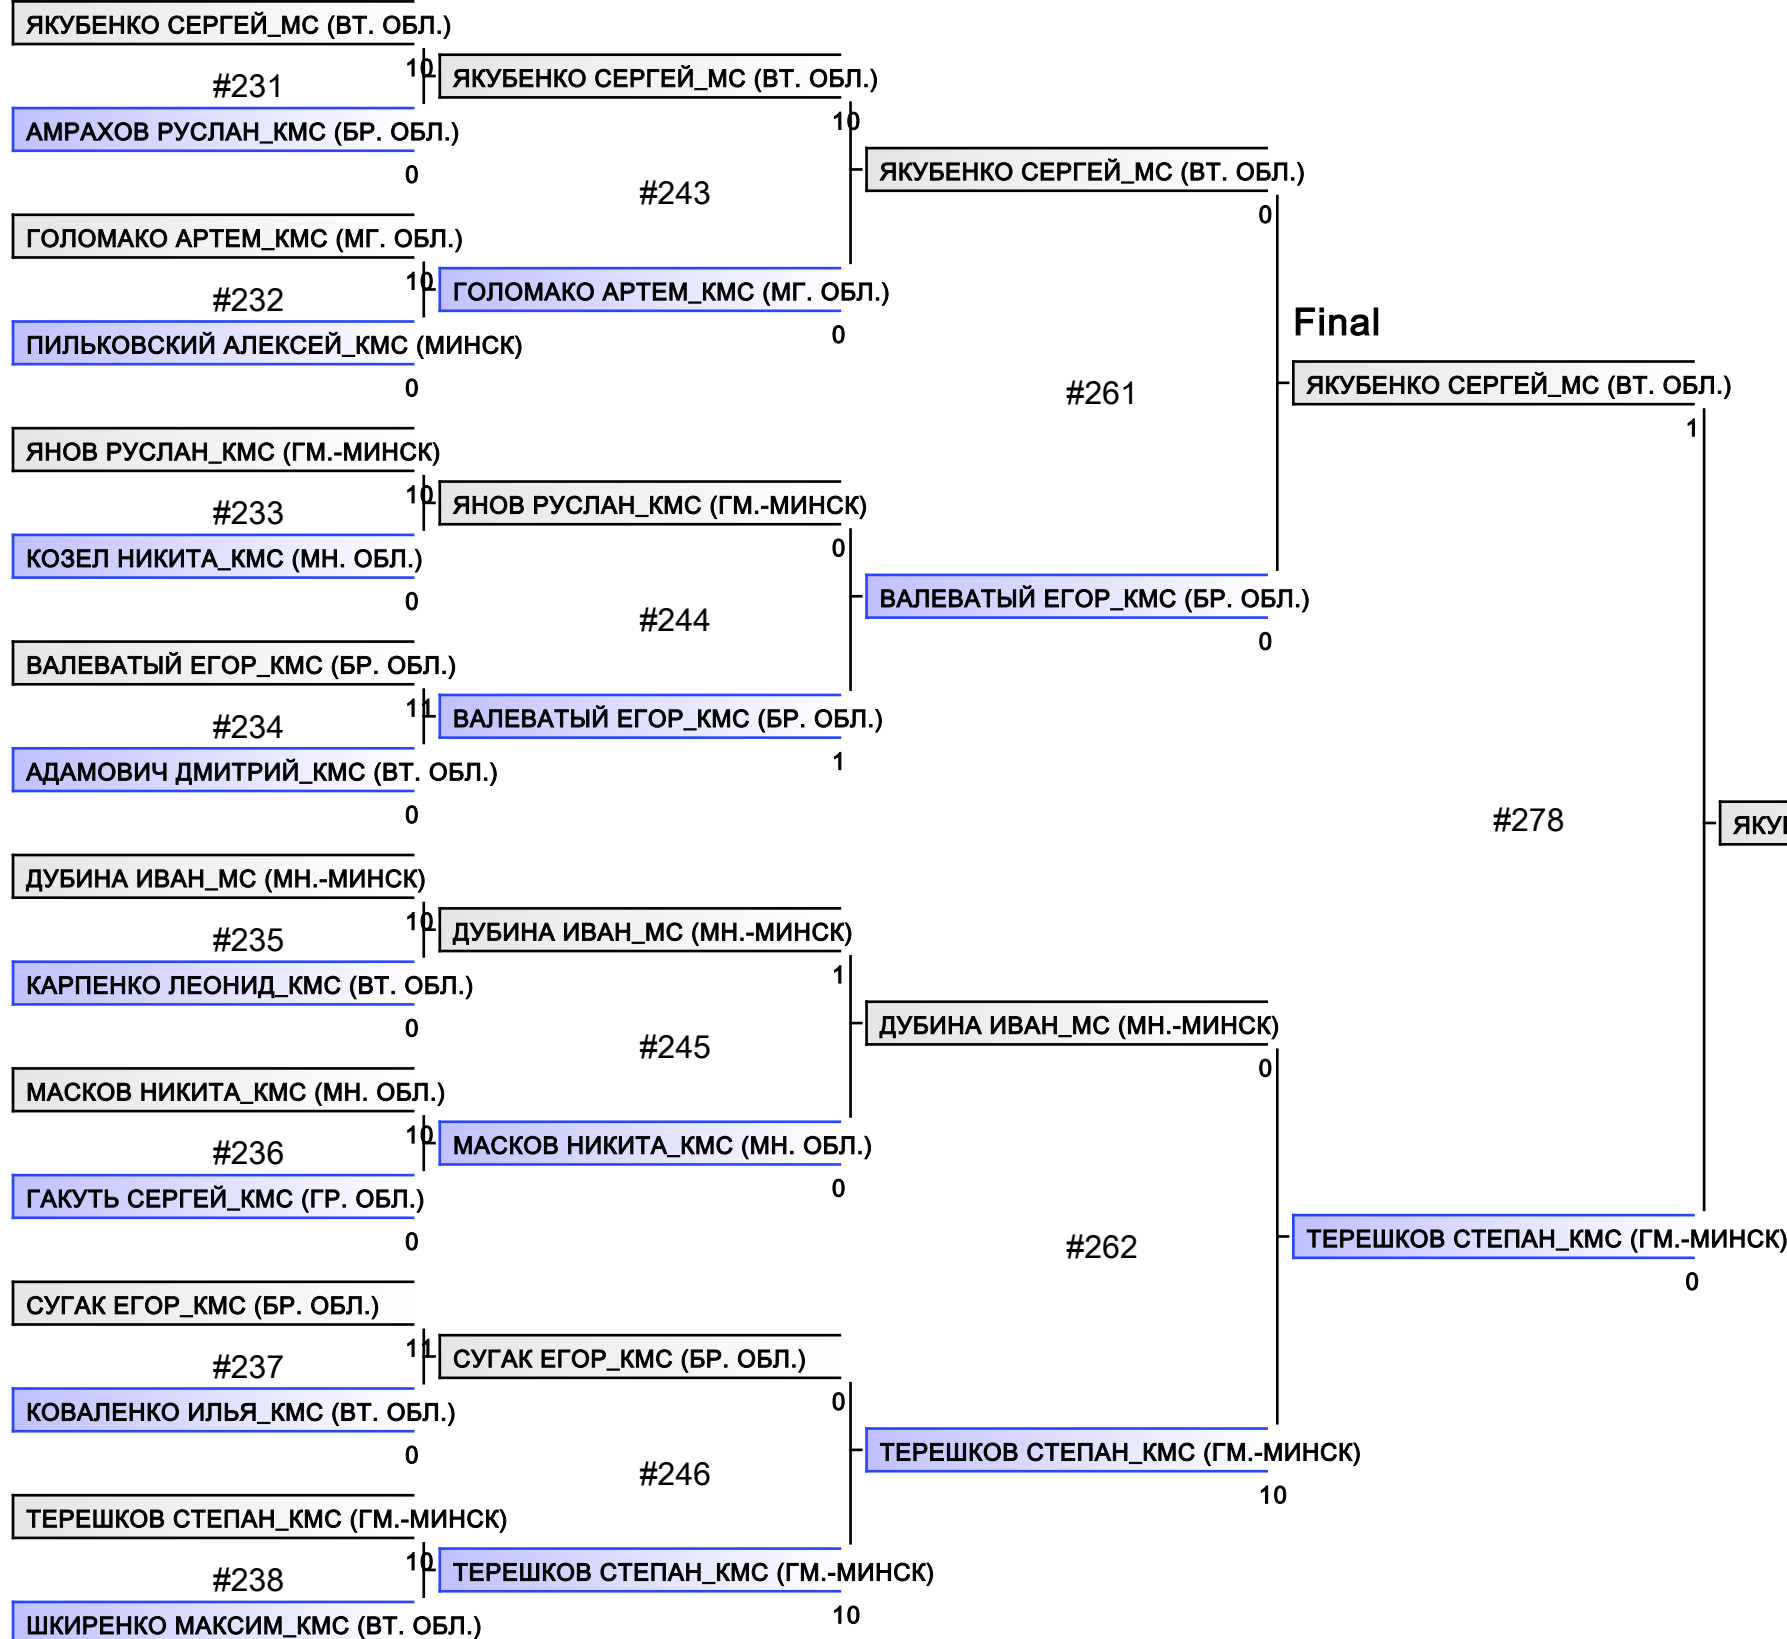 ЯКУБЕНКО СЕРГЕЙ_МС (ВТ. ОБЛ.)
10
#231
АМРАХОВ РУСЛАН_КМС (БР. ОБЛ.)
0
ГОЛОМАКО АРТЕМ_КМС (МГ. ОБЛ.)
10
#232
ПИЛЬКОВСКИЙ АЛЕКСЕЙ_КМС (МИНСК)
0
ЯНОВ РУСЛАН_КМС (ГМ.-МИНСК)
10
#233
КОЗЕЛ НИКИТА_КМС (МН. ОБЛ.)
0
ВАЛЕВАТЫЙ ЕГОР_КМС (БР. ОБЛ.)
11
#234
АДАМОВИЧ ДМИТРИЙ_КМС (ВТ. ОБЛ.)
0
ДУБИНА ИВАН_МС (МН.-МИНСК)
10
#235
КАРПЕНКО ЛЕОНИД_КМС (ВТ. ОБЛ.)
0
МАСКОВ НИКИТА_КМС (МН. ОБЛ.)
10
#236
ГАКУТЬ СЕРГЕЙ_КМС (ГР. ОБЛ.)
0
СУГАК ЕГОР_КМС (БР. ОБЛ.)
11
#237
КОВАЛЕНКО ИЛЬЯ_КМС (ВТ. ОБЛ.)
0
ТЕРЕШКОВ СТЕПАН_КМС (ГМ.-МИНСК)
10
#238
ШКИРЕНКО МАКСИМ_КМС (ВТ. ОБЛ.)
ЯКУБЕНКО СЕРГЕЙ_МС (ВТ. ОБЛ.)
10
#243
ГОЛОМАКО АРТЕМ_КМС (МГ. ОБЛ.)
0
ЯНОВ РУСЛАН_КМС (ГМ.-МИНСК)
0
#244
ВАЛЕВАТЫЙ ЕГОР_КМС (БР. ОБЛ.)
1
ДУБИНА ИВАН_МС (МН.-МИНСК)
1
#245
МАСКОВ НИКИТА_КМС (МН. ОБЛ.)
0
СУГАК ЕГОР_КМС (БР. ОБЛ.)
0
#246
ТЕРЕШКОВ СТЕПАН_КМС (ГМ.-МИНСК)
10
ЯКУБЕНКО СЕРГЕЙ_МС (ВТ. ОБЛ.)
0
#261
ВАЛЕВАТЫЙ ЕГОР_КМС (БР. ОБЛ.)
0
ДУБИНА ИВАН_МС (МН.-МИНСК)
0
#262
ТЕРЕШКОВ СТЕПАН_КМС (ГМ.-МИНСК)
10
Final
ЯКУБЕНКО СЕРГЕЙ_МС (ВТ. ОБЛ.)
1
#278
ТЕРЕШКОВ СТЕПАН_КМС (ГМ.-МИНСК)
0